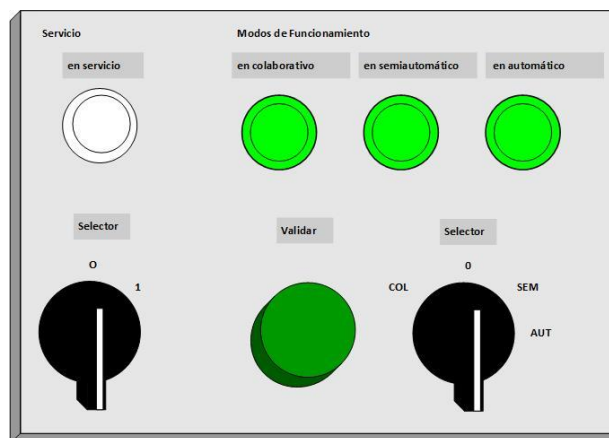 Servicio
Modos de Funcionamiento
en servicio
en colaborativo
en semiautomático
en automático
Selector
Validar
Selector
O
1
0
COL
SEM
AUT